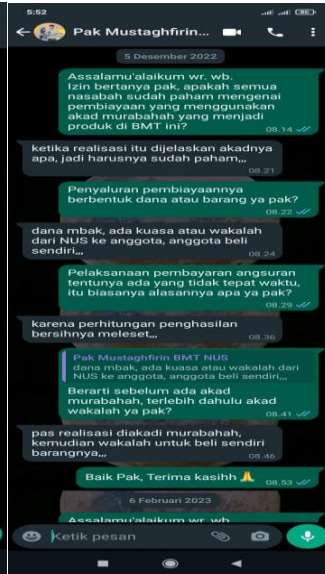 5:52
Pak Mustaghfirin...
5 Desember 2022
Assalamu'alaikum wr. wb.
Izin bertanya pak, apakah semua
nasabah sudah paham mengenai
pembiayaan yang menggunakan
akad murabahah yang menjadi
produk di BMT ini?
08.14
ketika realisasi itu dijelaskan akadnya
apa, jadi harusnya sudah paham,,,
08.21
Penyaluran pembiayaannya
berbentuk dana atau barang ya pak?
08.22
dana mbak, ada kuasa atau wakalah
dari NUS ke anggota, anggota beli
sendiri,,,
08.24
Pelaksanaan pembayaran angsuran
tentunya ada yang tidak tepat waktu,
itu biasanya alasannya apa ya pak?
08.29
karena perhitungan penghasilan
bersihnya meleset,,,
08.36
Pak Mustaghfirin BMT NUS
dana mbak, ada kuasa atau wakalah dari
NUS ke anggota, anggota beli sendiri,,,
Berarti sebelum ada akad
murabahah, terlebih dahulu akad
wakalah ya pak?
08.41
pas realisasi diakadi murabahah,
kemudian wakalah untuk beli sendiri
barangnya,,,
08.46
Baik Pak, Terima kasihh 🙏
08.53
6 Februari 2023
Assalamu'alaikum wr. wb.
Ketik pesan